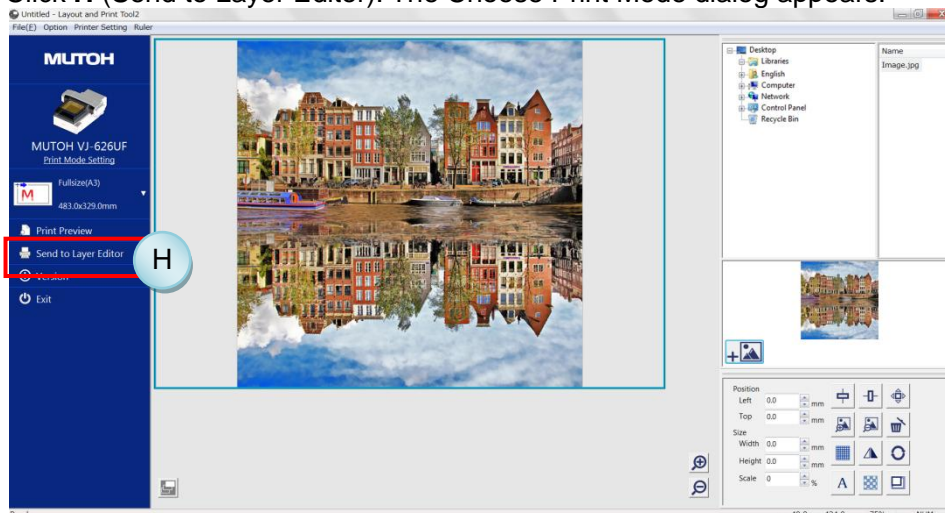 Click H (Send to Layer Editor). The Choose Print Mode dialog appears.
Untitled - Layout and Print Tool2
File(F) Option Printer Setting Ruler
MUTOH
MUTOH VJ-626UF
Print Mode Setting
M
Fullsize(A3)
483.0x329.0mm
Print Preview
Send to Layer Editor
H
Version
Exit
Desktop
Libraries
English
Computer
Network
Control Panel
Recycle Bin
Name
Image.jpg
Position
Left 0.0 mm
Top 0.0 mm
Size
Width 0.0 mm
Height 0.0 mm
Scale 0 %
A